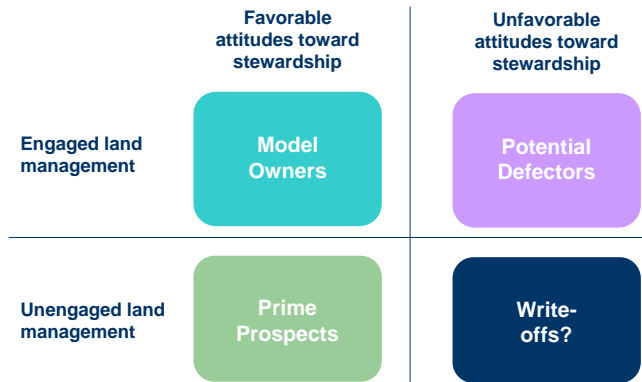 Favorable
attitudes toward
stewardship
Unfavorable
attitudes toward
stewardship
Engaged land
management
Model
Owners
Potential
Defectors
Unengaged land
management
Prime
Prospects
Write-
offs?